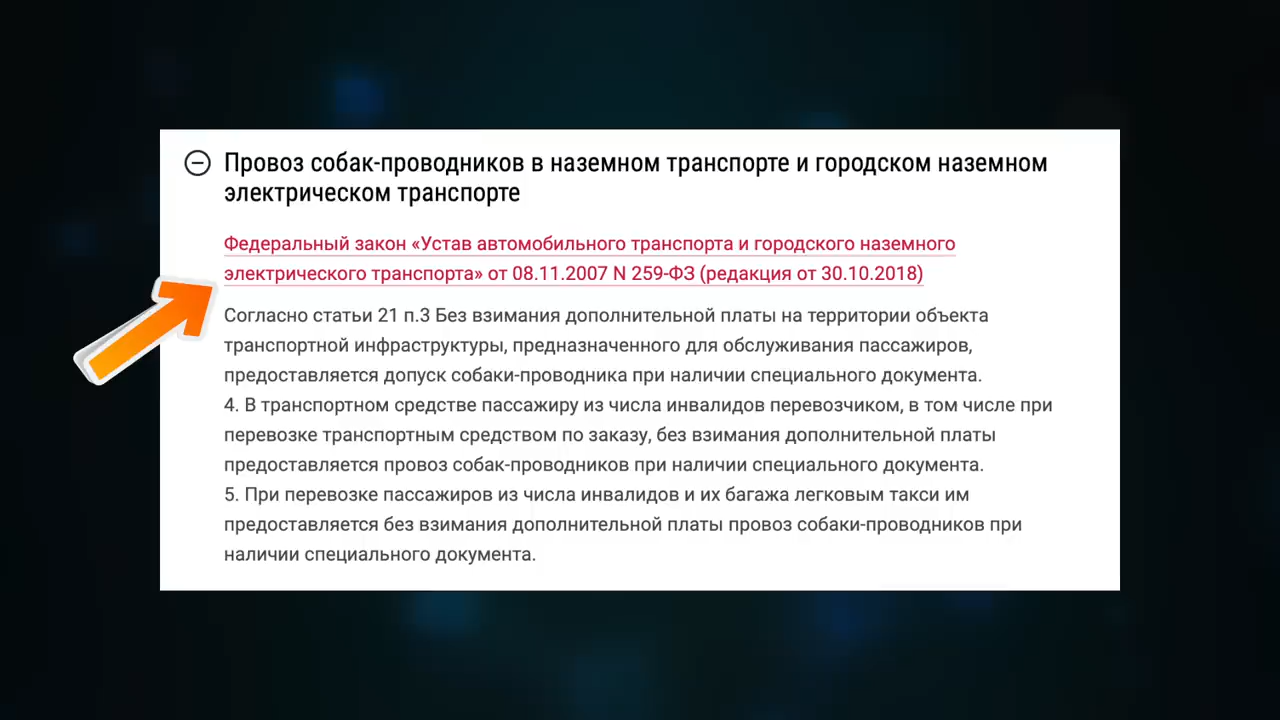 Провоз собак-проводников в наземном транспорте и городском наземном
электрическом транспорте
Федеральный закон «Устав автомобильного транспорта и городского наземного
электрического транспорта» от 08.11.2007 N 259-ФЗ (редакция от 30.10.2018)
Согласно статьи 21 п.3 Без взимания дополнительной платы на территории объекта
транспортной инфраструктуры, предназначенного для обслуживания пассажиров,
предоставляется допуск собаки-проводника при наличии специального документа.
4. В транспортном средстве пассажиру из числа инвалидов перевозчиком, в том числе при
перевозке транспортным средством по заказу, без взимания дополнительной платы
предоставляется провоз собак-проводников при наличии специального документа.
5. При перевозке пассажиров из числа инвалидов и их багажа легковым такси им
предоставляется без взимания дополнительной платы провоз собаки-проводников при
наличии специального документа.